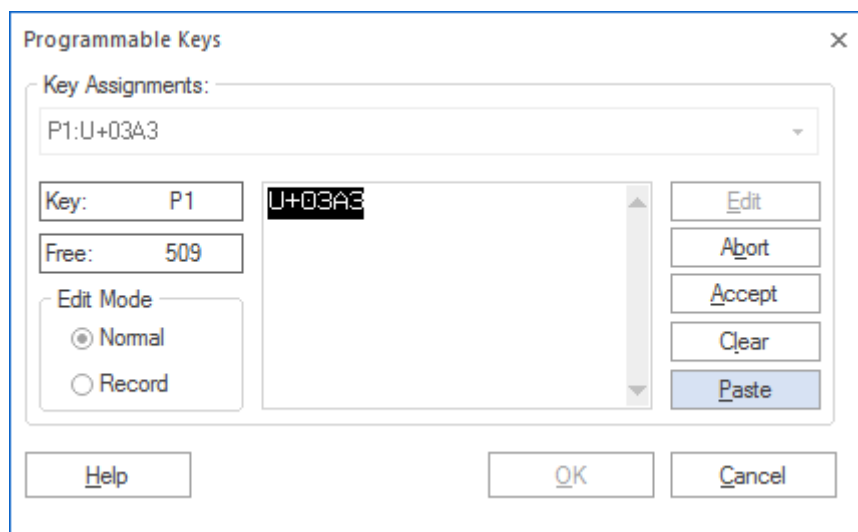 Programmable Keys
Key Assignments:
P1:U+03A3
Key: P1
U+03A3
Edit
Free: 509
Abort
Edit Mode
Accept
Normal
Clear
Record
Paste
Help
OK
Cancel